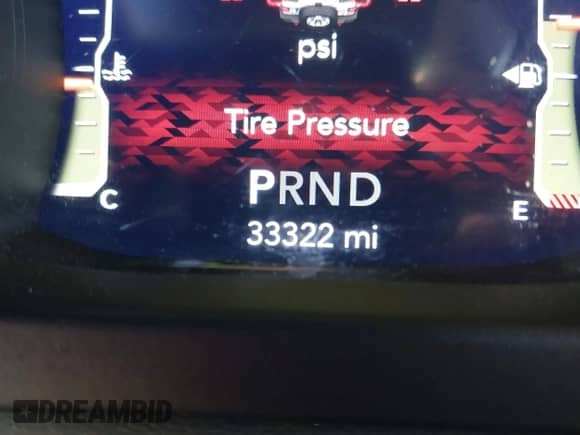 psi
Tire Pressure
PRND
C
33322 mi
E
DREAMBID